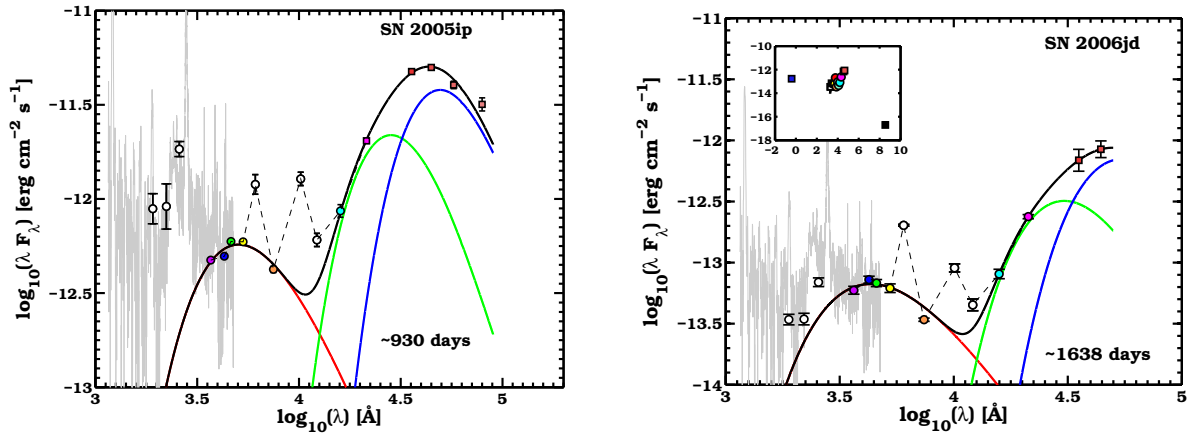 SN 2005ip
~930 days
−11
−11.5
−12
−12.5
−13
3 3.5 4 4.5 5
log₁₀(λ F_λ) [erg cm⁻² s⁻¹]
log₁₀(λ) [Å]
SN 2006jd
~1638 days
−11
−11.5
−12
−12.5
−13
−13.5
−14
3 3.5 4 4.5 5
log₁₀(λ F_λ) [erg cm⁻² s⁻¹]
log₁₀(λ) [Å]
−10
−12
−14
−16
−18
−2 0 2 4 6 8 10